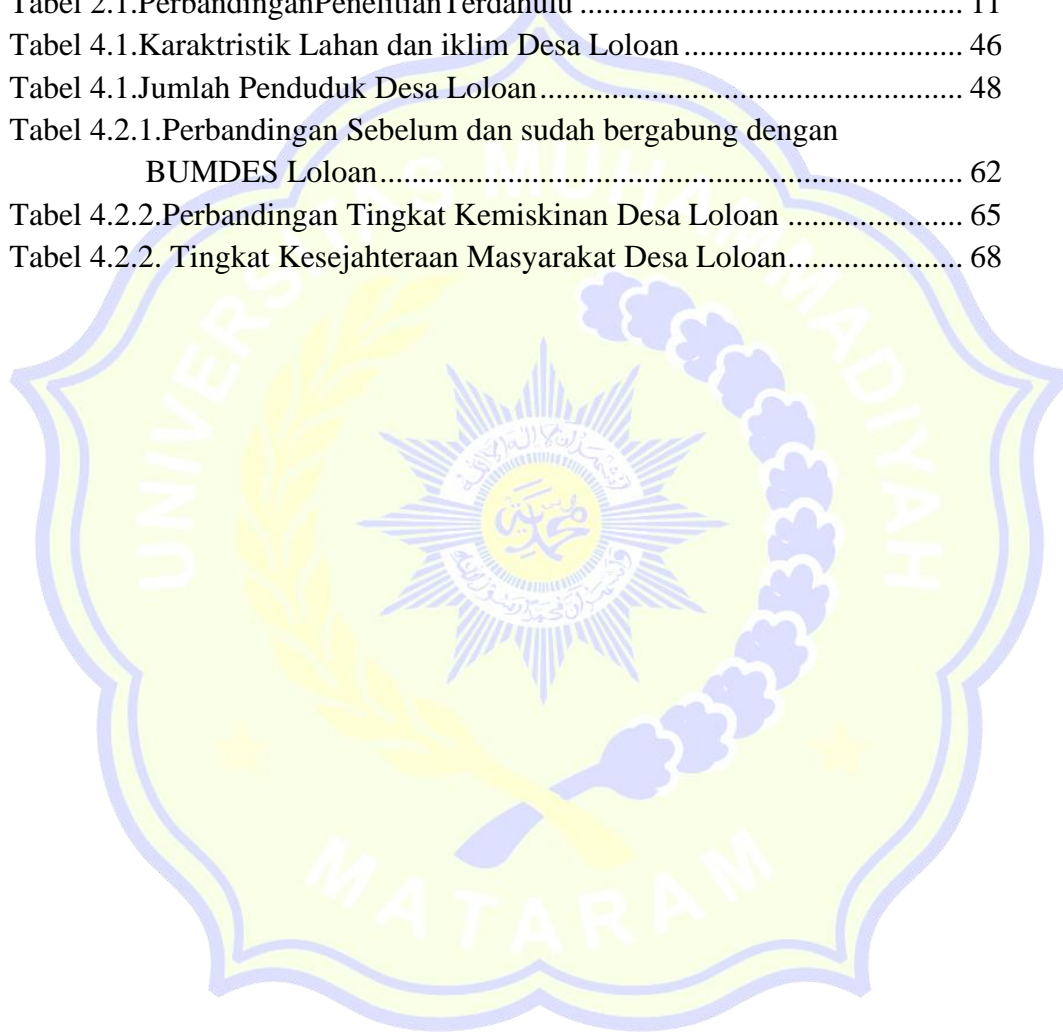 Tabel 2.1.PerbandinganPenelitianTerdahulu ................................................ 11
Tabel 4.1.Karaktristik Lahan dan iklim Desa Loloan ................................... 46
Tabel 4.1.Jumlah Penduduk Desa Loloan ..................................................... 48
Tabel 4.2.1.Perbandingan Sebelum dan sudah bergabung dengan
BUMDES Loloan ......................................................................... 62
Tabel 4.2.2.Perbandingan Tingkat Kemiskinan Desa Loloan ...................... 65
Tabel 4.2.2. Tingkat Kesejahteraan Masyarakat Desa Loloan...................... 68
UNIVERSITAS MUHAMMADIYAH
MATARAM